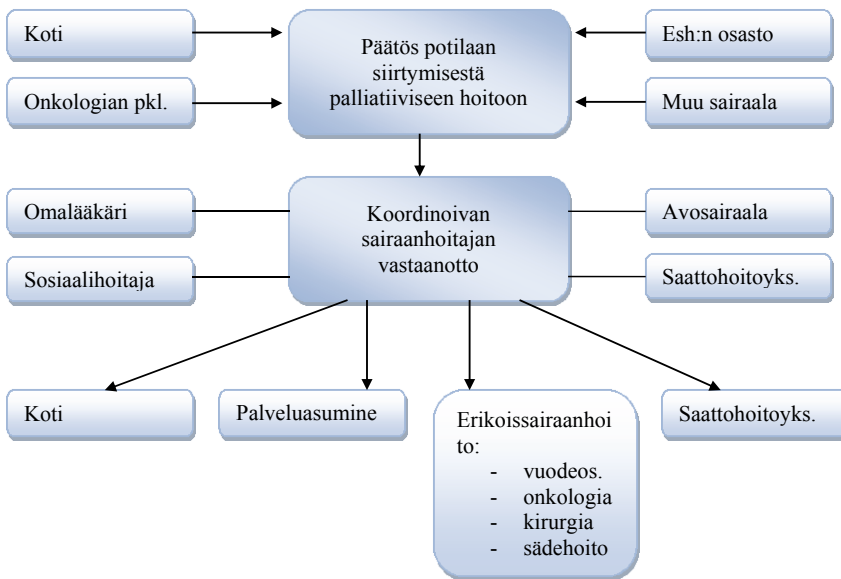 Koti
Päätös potilaan
siirtymisestä
palliatiiviseen hoitoon
Esh:n osasto
Onkologian pkl.
Muu sairaala
Omalääkäri
Koordinoivan
sairaanhoitajan
vastaanotto
Avosairaala
Sosiaalihoitaja
Saattohoitoyks.
Koti
Palveluasumine
Erikoissairaanhoi
to:
- vuodeos.
- onkologia
- kirurgia
- sädehoito
Saattohoitoyks.